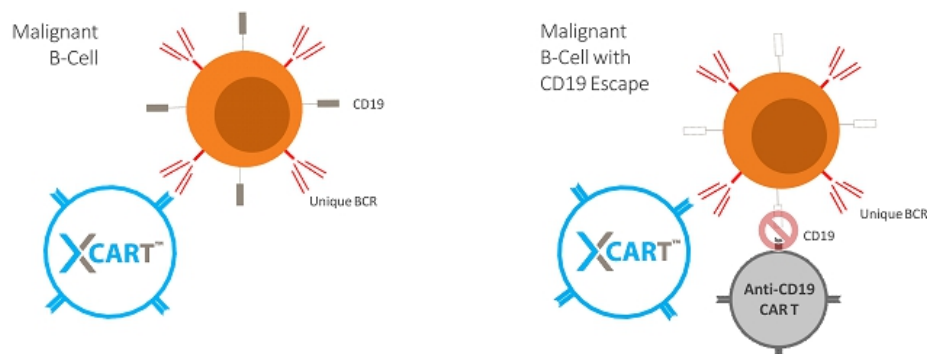 Malignant
B-Cell
CD19
Unique BCR
XCART™
Malignant
B-Cell with
CD19 Escape
Unique BCR
CD19
XCART™
Anti-CD19
CAR T